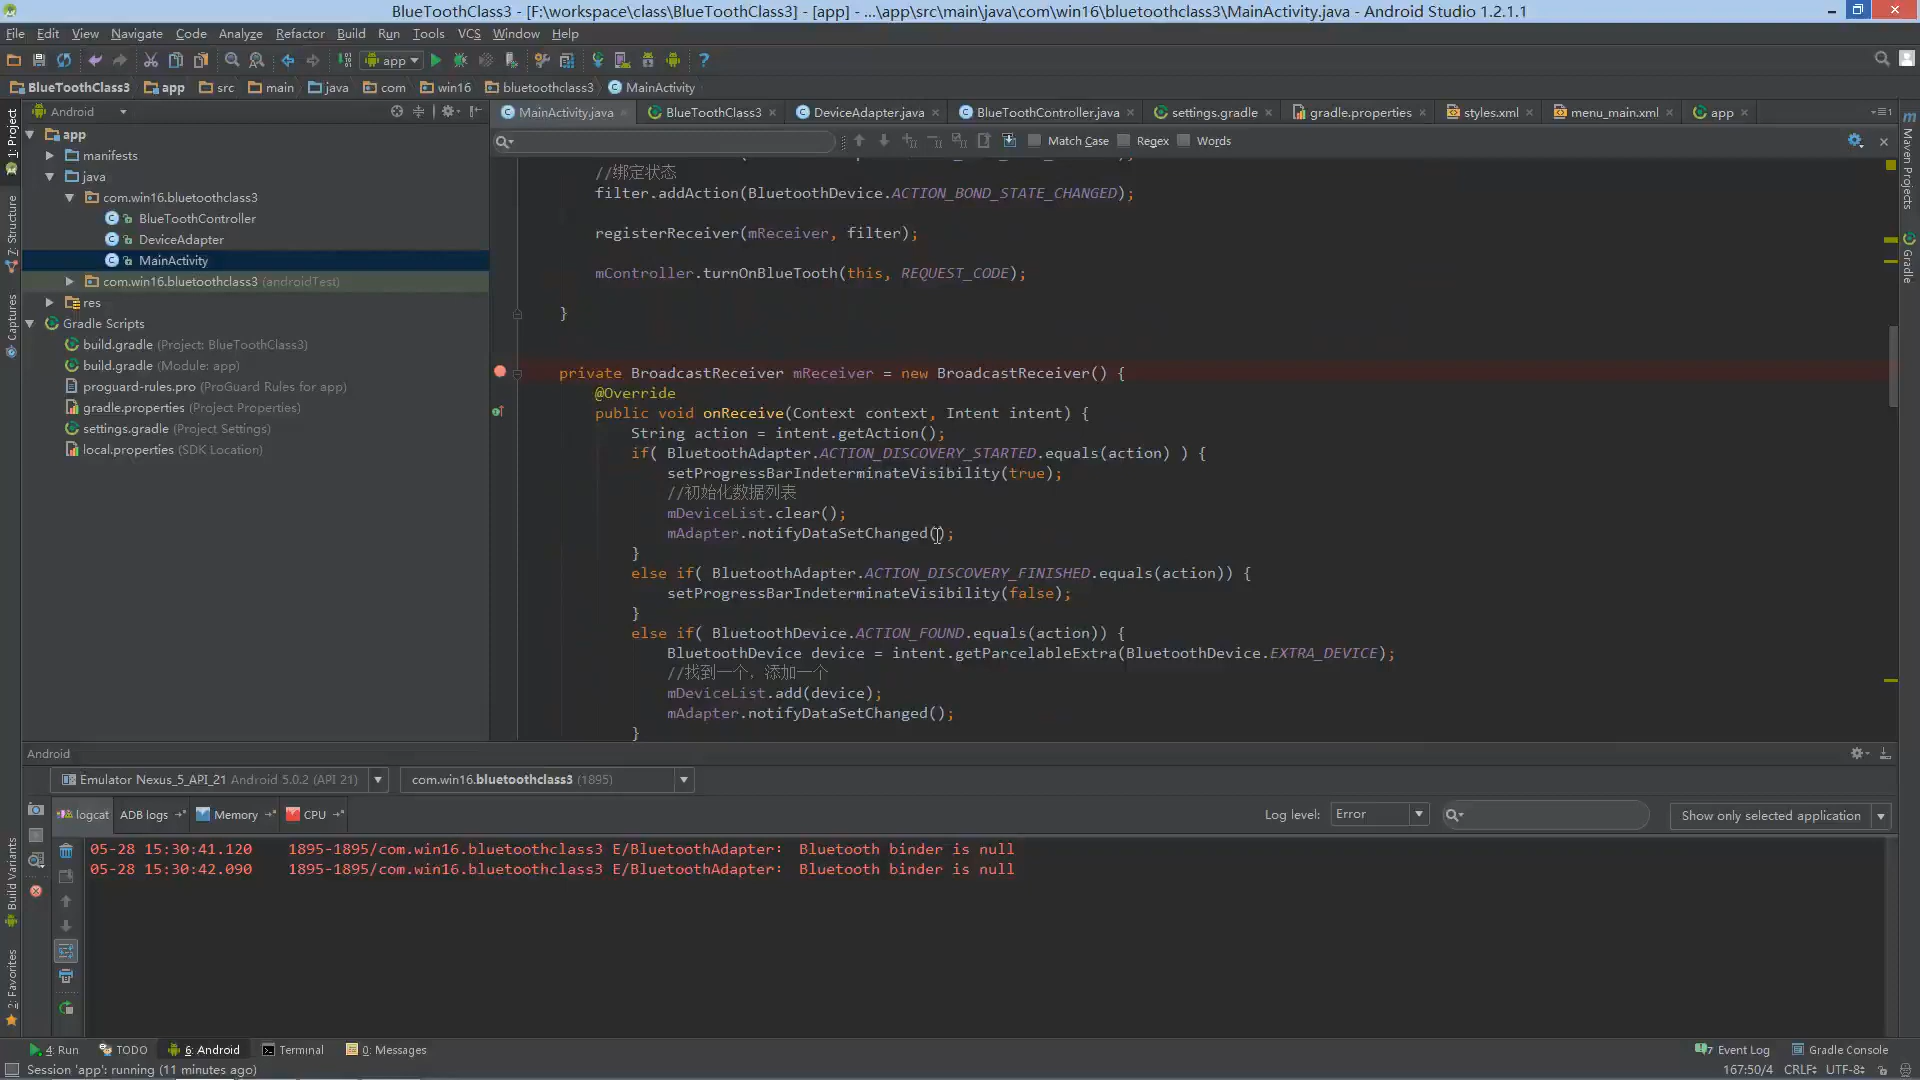 BlueToothClass3 - [F:\workspace\class\BlueToothClass3] - [app] - ...\app\src\main\java\com\win16\bluetoothclass3\MainActivity.java - Android Studio 1.2.1.1
File Edit View Navigate Code Analyze Refactor Build Run Tools VCS Window Help
app
BlueToothClass3 app src main java com win16 bluetoothclass3 MainActivity
Android
MainActivity.java BlueToothClass3 DeviceAdapter.java BlueToothController.java settings.gradle gradle.properties styles.xml menu_main.xml app
Match Case Regex Words
1: Project
7: Structure
Captures
Build Variants
2: Favorites
Maven Projects
Gradle
app
manifests
java
com.win16.bluetoothclass3
BlueToothController
DeviceAdapter
MainActivity
com.win16.bluetoothclass3 (androidTest)
res
Gradle Scripts
build.gradle (Project: BlueToothClass3)
build.gradle (Module: app)
proguard-rules.pro (ProGuard Rules for app)
gradle.properties (Project Properties)
settings.gradle (Project Settings)
local.properties (SDK Location)
//绑定状态
filter.addAction(BluetoothDevice.ACTION_BOND_STATE_CHANGED);
registerReceiver(mReceiver, filter);
mController.turnOnBlueTooth(this, REQUEST_CODE);
}
private BroadcastReceiver mReceiver = new BroadcastReceiver() {
@Override
public void onReceive(Context context, Intent intent) {
String action = intent.getAction();
if( BluetoothAdapter.ACTION_DISCOVERY_STARTED.equals(action) ) {
setProgressBarIndeterminateVisibility(true);
//初始化数据列表
mDeviceList.clear();
mAdapter.notifyDataSetChanged();
}
else if( BluetoothAdapter.ACTION_DISCOVERY_FINISHED.equals(action)) {
setProgressBarIndeterminateVisibility(false);
}
else if( BluetoothDevice.ACTION_FOUND.equals(action)) {
BluetoothDevice device = intent.getParcelableExtra(BluetoothDevice.EXTRA_DEVICE);
//找到一个，添加一个
mDeviceList.add(device);
mAdapter.notifyDataSetChanged();
}
Android
Emulator Nexus_5_API_21 Android 5.0.2 (API 21) com.win16.bluetoothclass3 (1895)
logcat ADB logs Memory CPU Log level: Error Show only selected application
05-28 15:30:41.120 1895-1895/com.win16.bluetoothclass3 E/BluetoothAdapter: Bluetooth binder is null
05-28 15:30:42.090 1895-1895/com.win16.bluetoothclass3 E/BluetoothAdapter: Bluetooth binder is null
4: Run TODO 6: Android Terminal 0: Messages 7 Event Log Gradle Console
Session 'app': running (11 minutes ago) 167:50/4 CRLF UTF-8